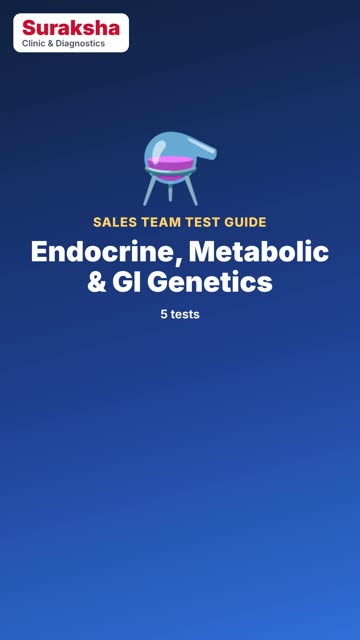 Suraksha
Clinic & Diagnostics
SALES TEAM TEST GUIDE
Endocrine, Metabolic
& GI Genetics
5 tests